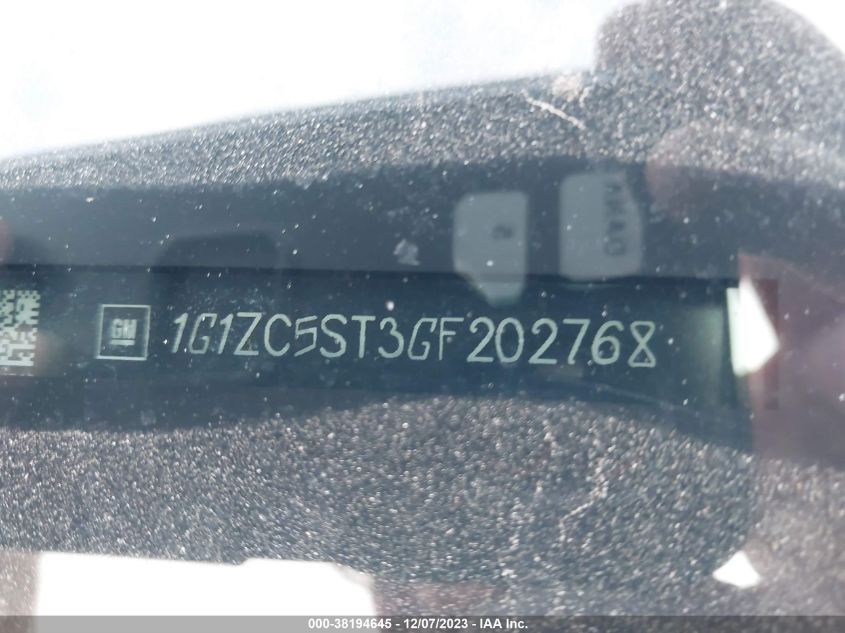 GM 1G1ZC5ST3GF202768
000-38194645 - 12/07/2023 - IAA Inc.